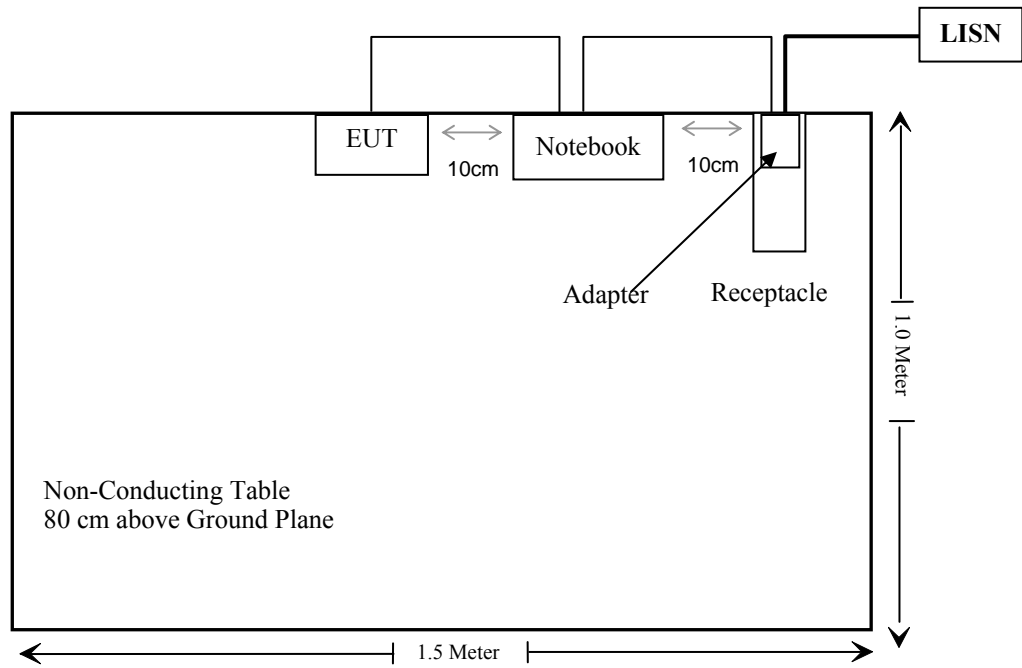 LISN
EUT
10cm
Notebook
10cm
Adapter
Receptacle
1.0 Meter
Non-Conducting Table
80 cm above Ground Plane
1.5 Meter